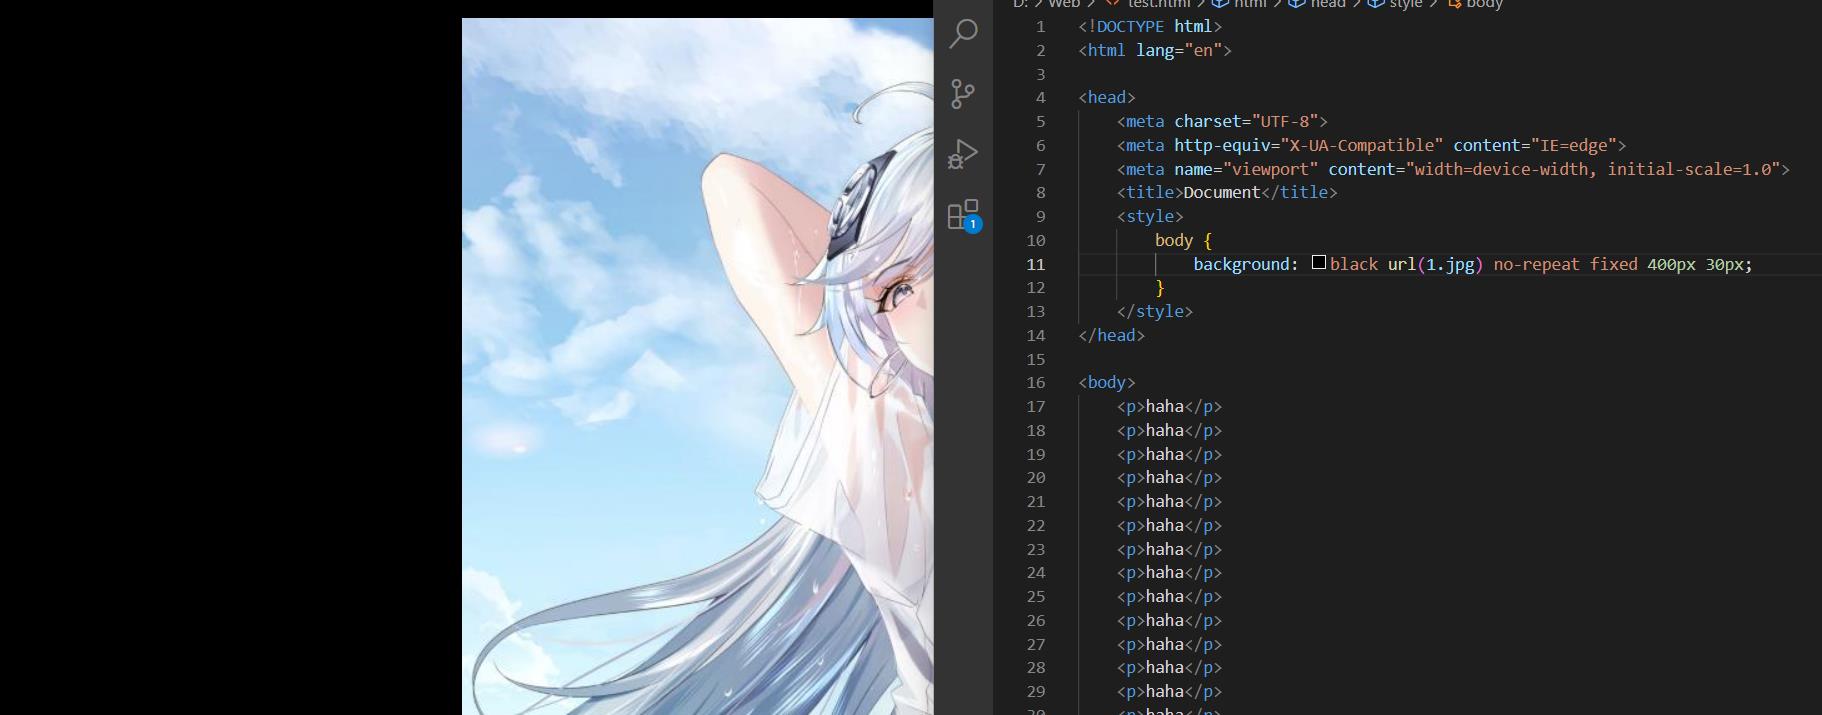 D: > Web > test.html > html > head > style > body
1 <!DOCTYPE html>
2 <html lang="en">
3
4 <head>
5 <meta charset="UTF-8">
6 <meta http-equiv="X-UA-Compatible" content="IE=edge">
7 <meta name="viewport" content="width=device-width, initial-scale=1.0">
8 <title>Document</title>
9 <style>
10 body {
11 background: black url(1.jpg) no-repeat fixed 400px 30px;
12 }
13 </style>
14 </head>
15
16 <body>
17 <p>haha</p>
18 <p>haha</p>
19 <p>haha</p>
20 <p>haha</p>
21 <p>haha</p>
22 <p>haha</p>
23 <p>haha</p>
24 <p>haha</p>
25 <p>haha</p>
26 <p>haha</p>
27 <p>haha</p>
28 <p>haha</p>
29 <p>haha</p>
30 <p>haha</p>
1